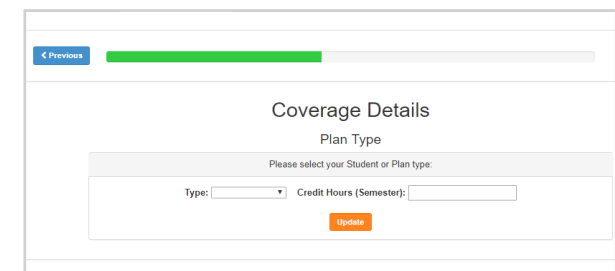 Previous
Coverage Details
Plan Type
Please select your Student or Plan type:
Type: Credit Hours (Semester):
Update